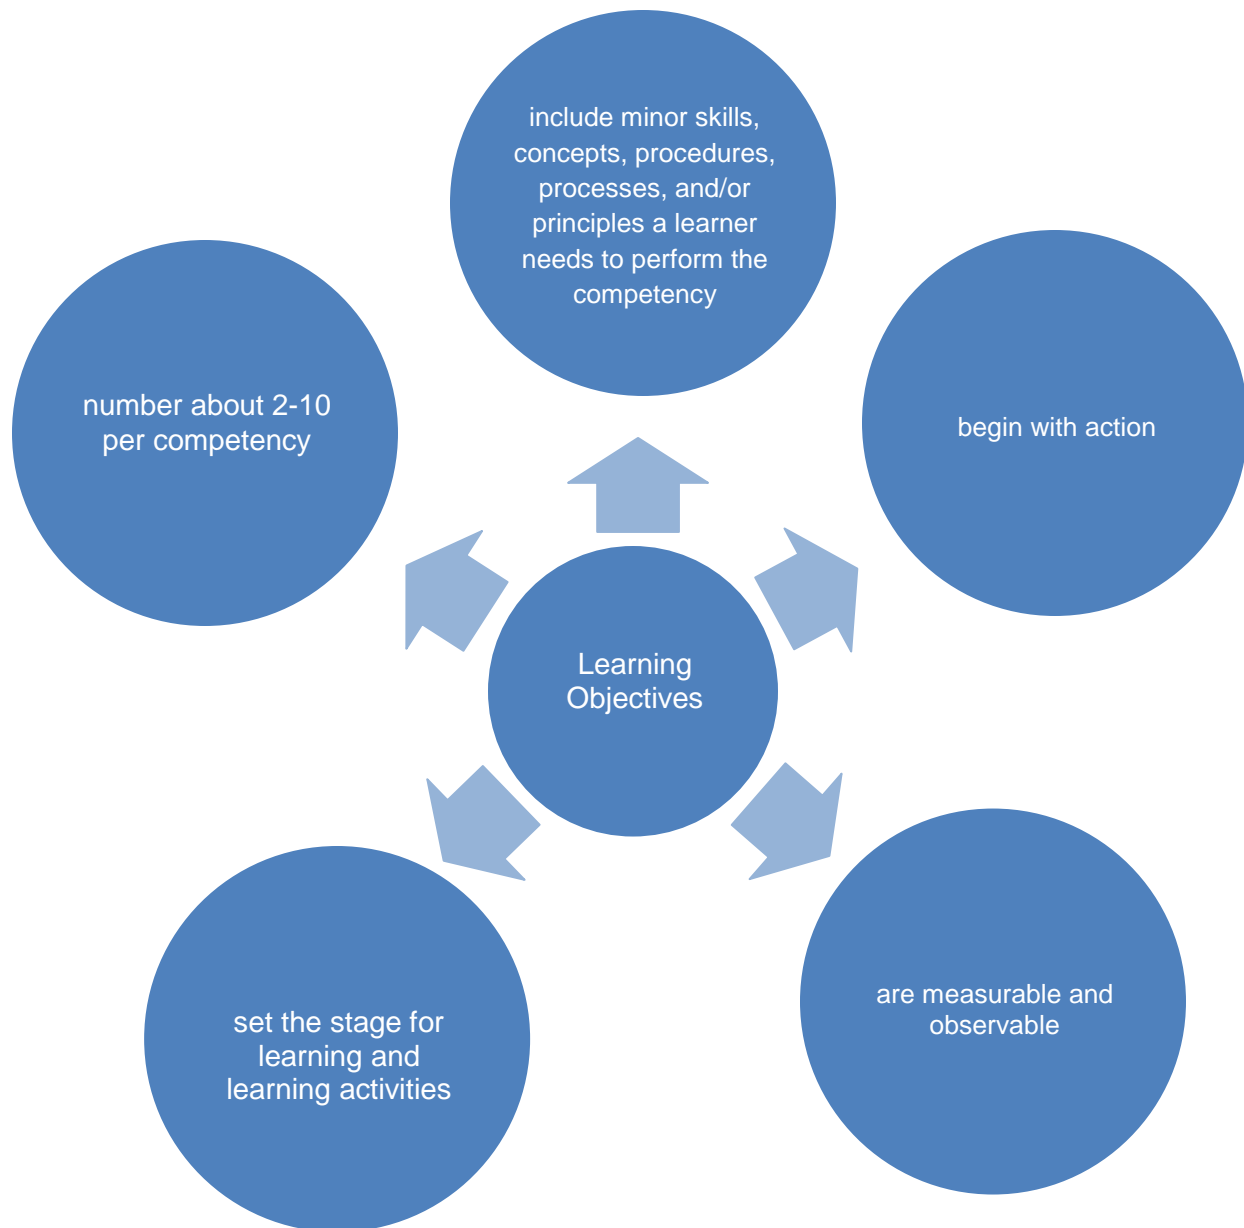 include minor skills,
concepts, procedures,
processes, and/or
principles a learner
needs to perform the
competency
number about 2-10
per competency
begin with action
Learning
Objectives
set the stage for
learning and
learning activities
are measurable and
observable